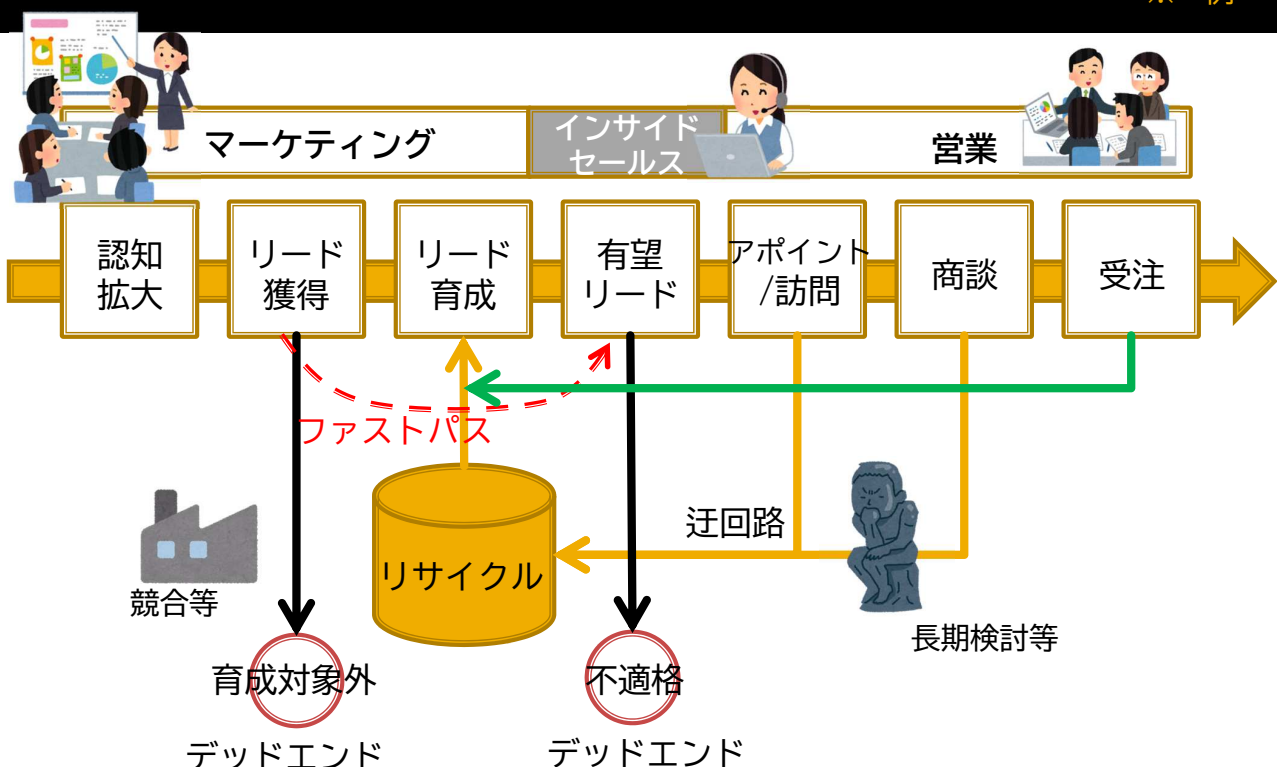 ※ 例
マーケティング
インサイド
セールス
営業
認知
拡大
リード
獲得
リード
育成
有望
リード
アポイント
/訪問
商談
受注
ファストパス
迂回路
リサイクル
競合等
長期検討等
育成対象外
不適格
デッドエンド
デッドエンド